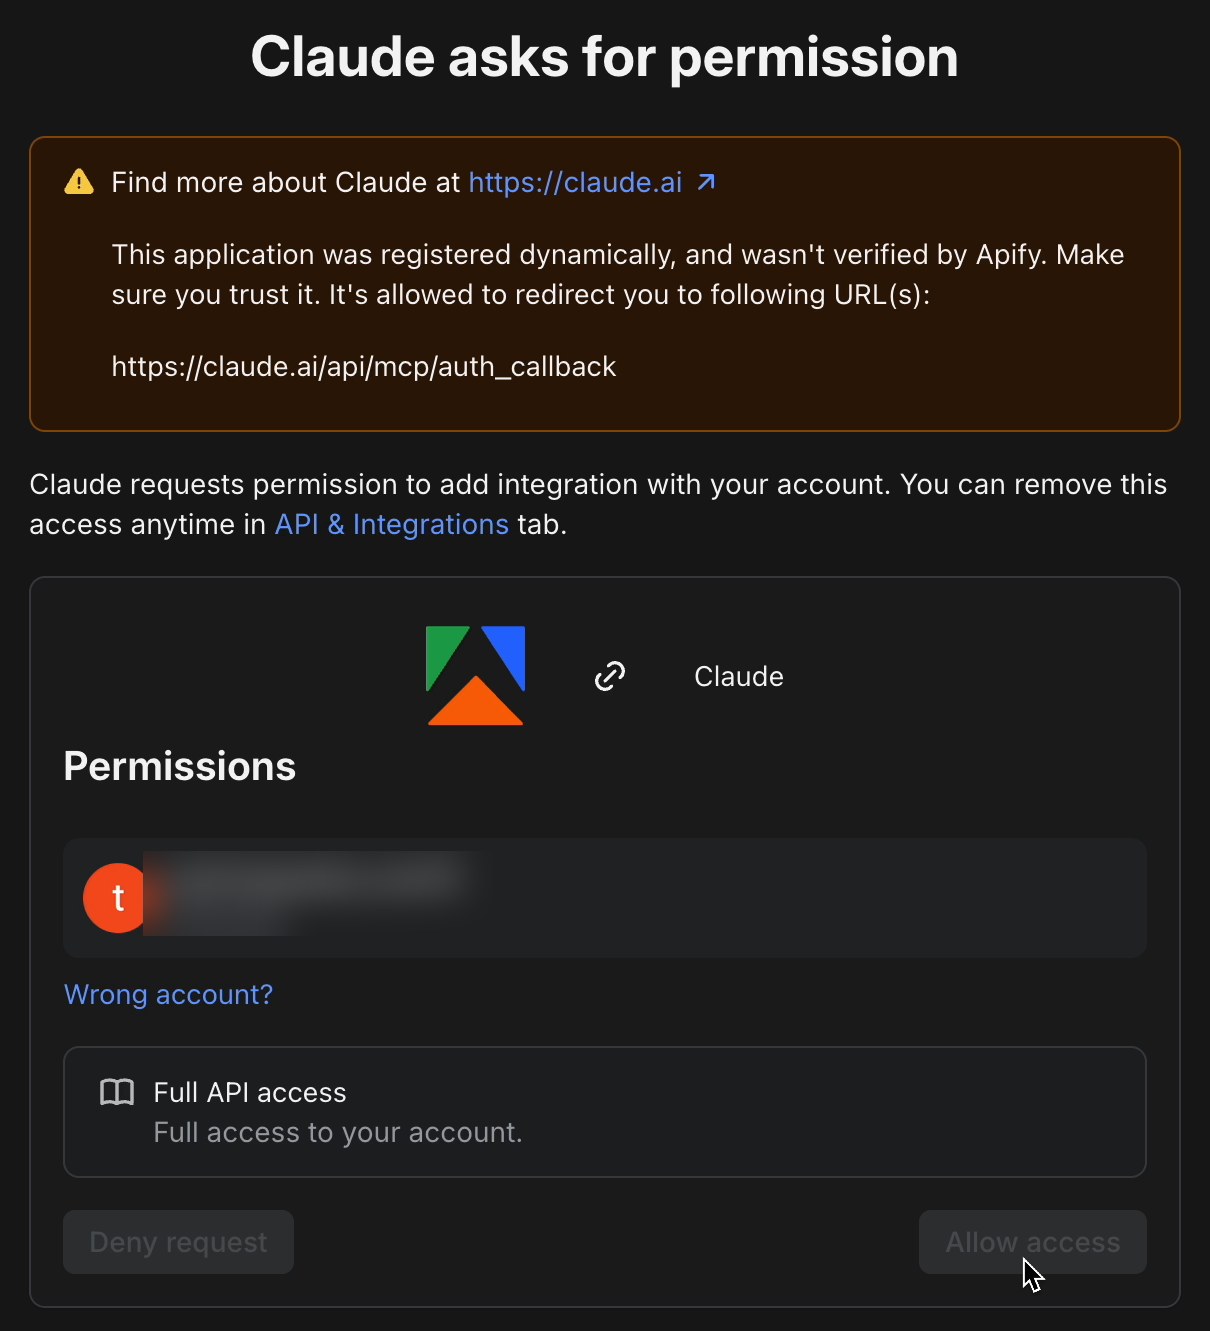 Claude asks for permission
Find more about Claude at https://claude.ai
This application was registered dynamically, and wasn't verified by Apify. Make
sure you trust it. It's allowed to redirect you to following URL(s):
https://claude.ai/api/mcp/auth_callback
Claude requests permission to add integration with your account. You can remove this
access anytime in API & Integrations tab.
Claude
Permissions
t
Wrong account?
Full API access
Full access to your account.
Deny request
Allow access